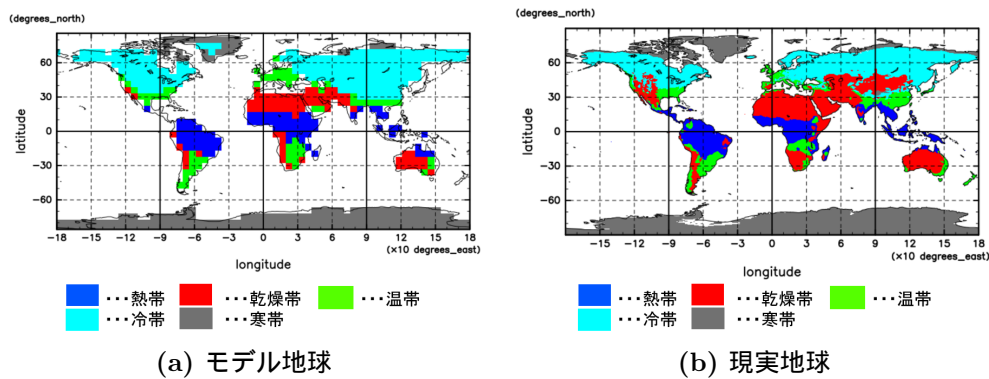 (degrees_north)
latitude
60
30
0
−30
−60
−18 −15 −12 −9 −6 −3 0 3 6 9 12 15 18
(×10 degrees_east)
longitude
…熱帯 …乾燥帯 …温帯
…冷帯 …寒帯
(a) モデル地球
(degrees_north)
latitude
60
30
0
−30
−60
−15 −12 −9 −6 −3 0 3 6 9 12 15 18
(×10 degrees_east)
longitude
…熱帯 …乾燥帯 …温帯
…冷帯 …寒帯
(b) 現実地球